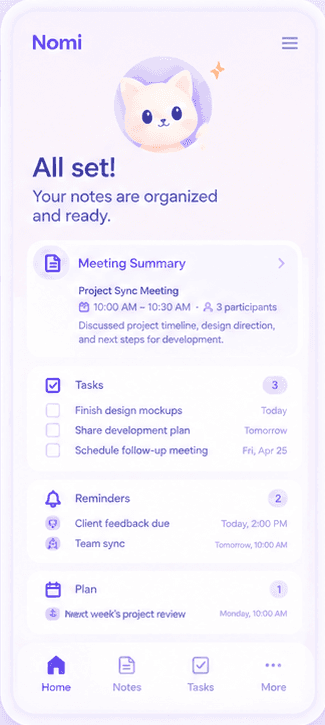 Nomi
All set!
Your notes are organized
and ready.
Meeting Summary
Project Sync Meeting
10:00 AM – 10:30 AM · 3 participants
Discussed project timeline, design direction,
and next steps for development.
Tasks 3
Finish design mockups Today
Share development plan Tomorrow
Schedule follow-up meeting Fri, Apr 25
Reminders 2
Client feedback due Today, 2:00 PM
Team sync Tomorrow, 10:00 AM
Plan 1
Next week's project review Monday, 10:00 AM
Home Notes Tasks More